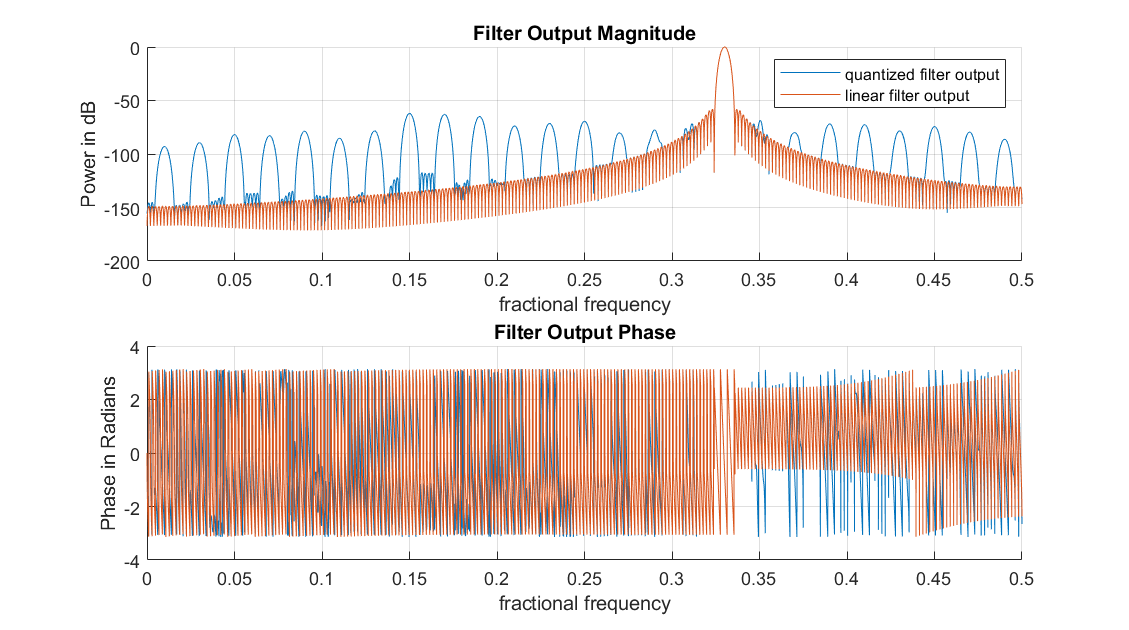 Filter Output Magnitude
0
-50
-100
-150
-200
Power in dB
quantized filter output
linear filter output
0 0.05 0.1 0.15 0.2 0.25 0.3 0.35 0.4 0.45 0.5
fractional frequency
Filter Output Phase
4
2
0
-2
-4
Phase in Radians
0 0.05 0.1 0.15 0.2 0.25 0.3 0.35 0.4 0.45 0.5
fractional frequency